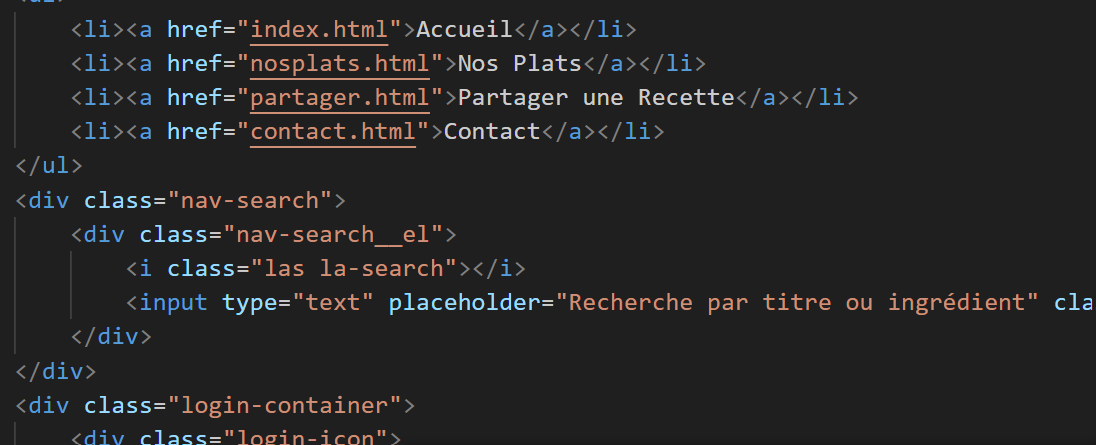 <li><a href="index.html">Accueil</a></li>
<li><a href="nosplats.html">Nos Plats</a></li>
<li><a href="partager.html">Partager une Recette</a></li>
<li><a href="contact.html">Contact</a></li>
</ul>
<div class="nav-search">
<div class="nav-search__el">
<i class="las la-search"></i>
<input type="text" placeholder="Recherche par titre ou ingrédient" cla
</div>
</div>
<div class="login-container">
<div class="login-icon">